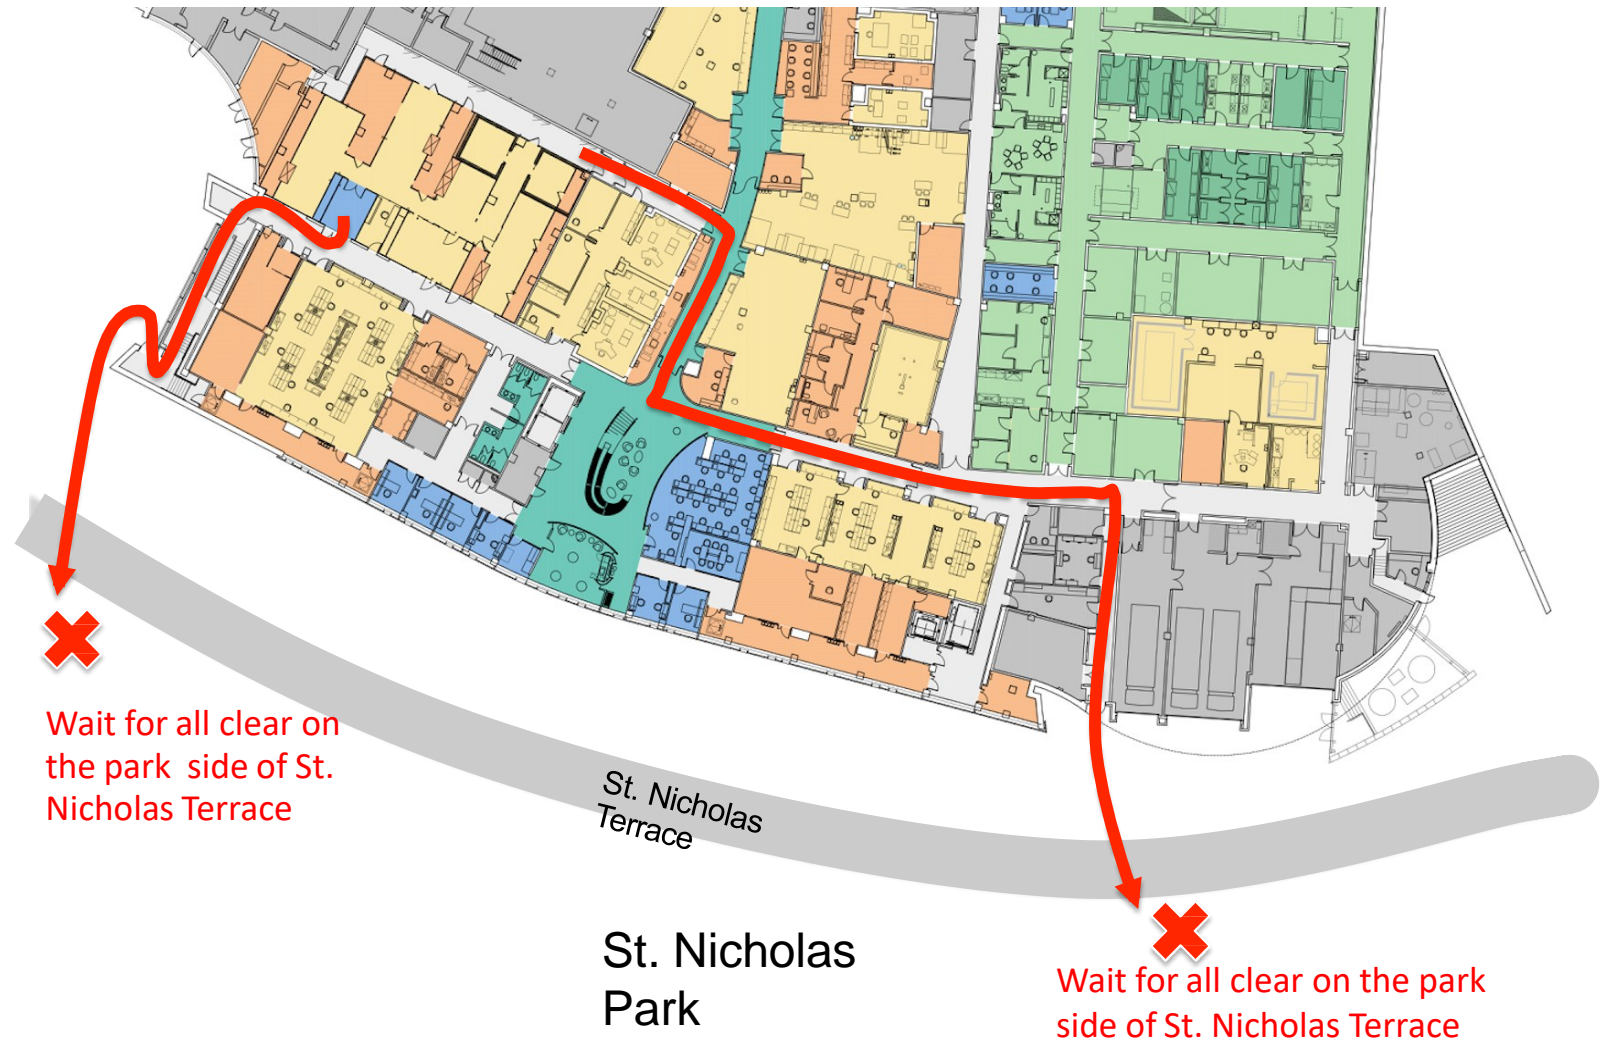 Wait for all clear on
the park side of St.
Nicholas Terrace
St. Nicholas
Terrace
St. Nicholas
Park
Wait for all clear on the park
side of St. Nicholas Terrace